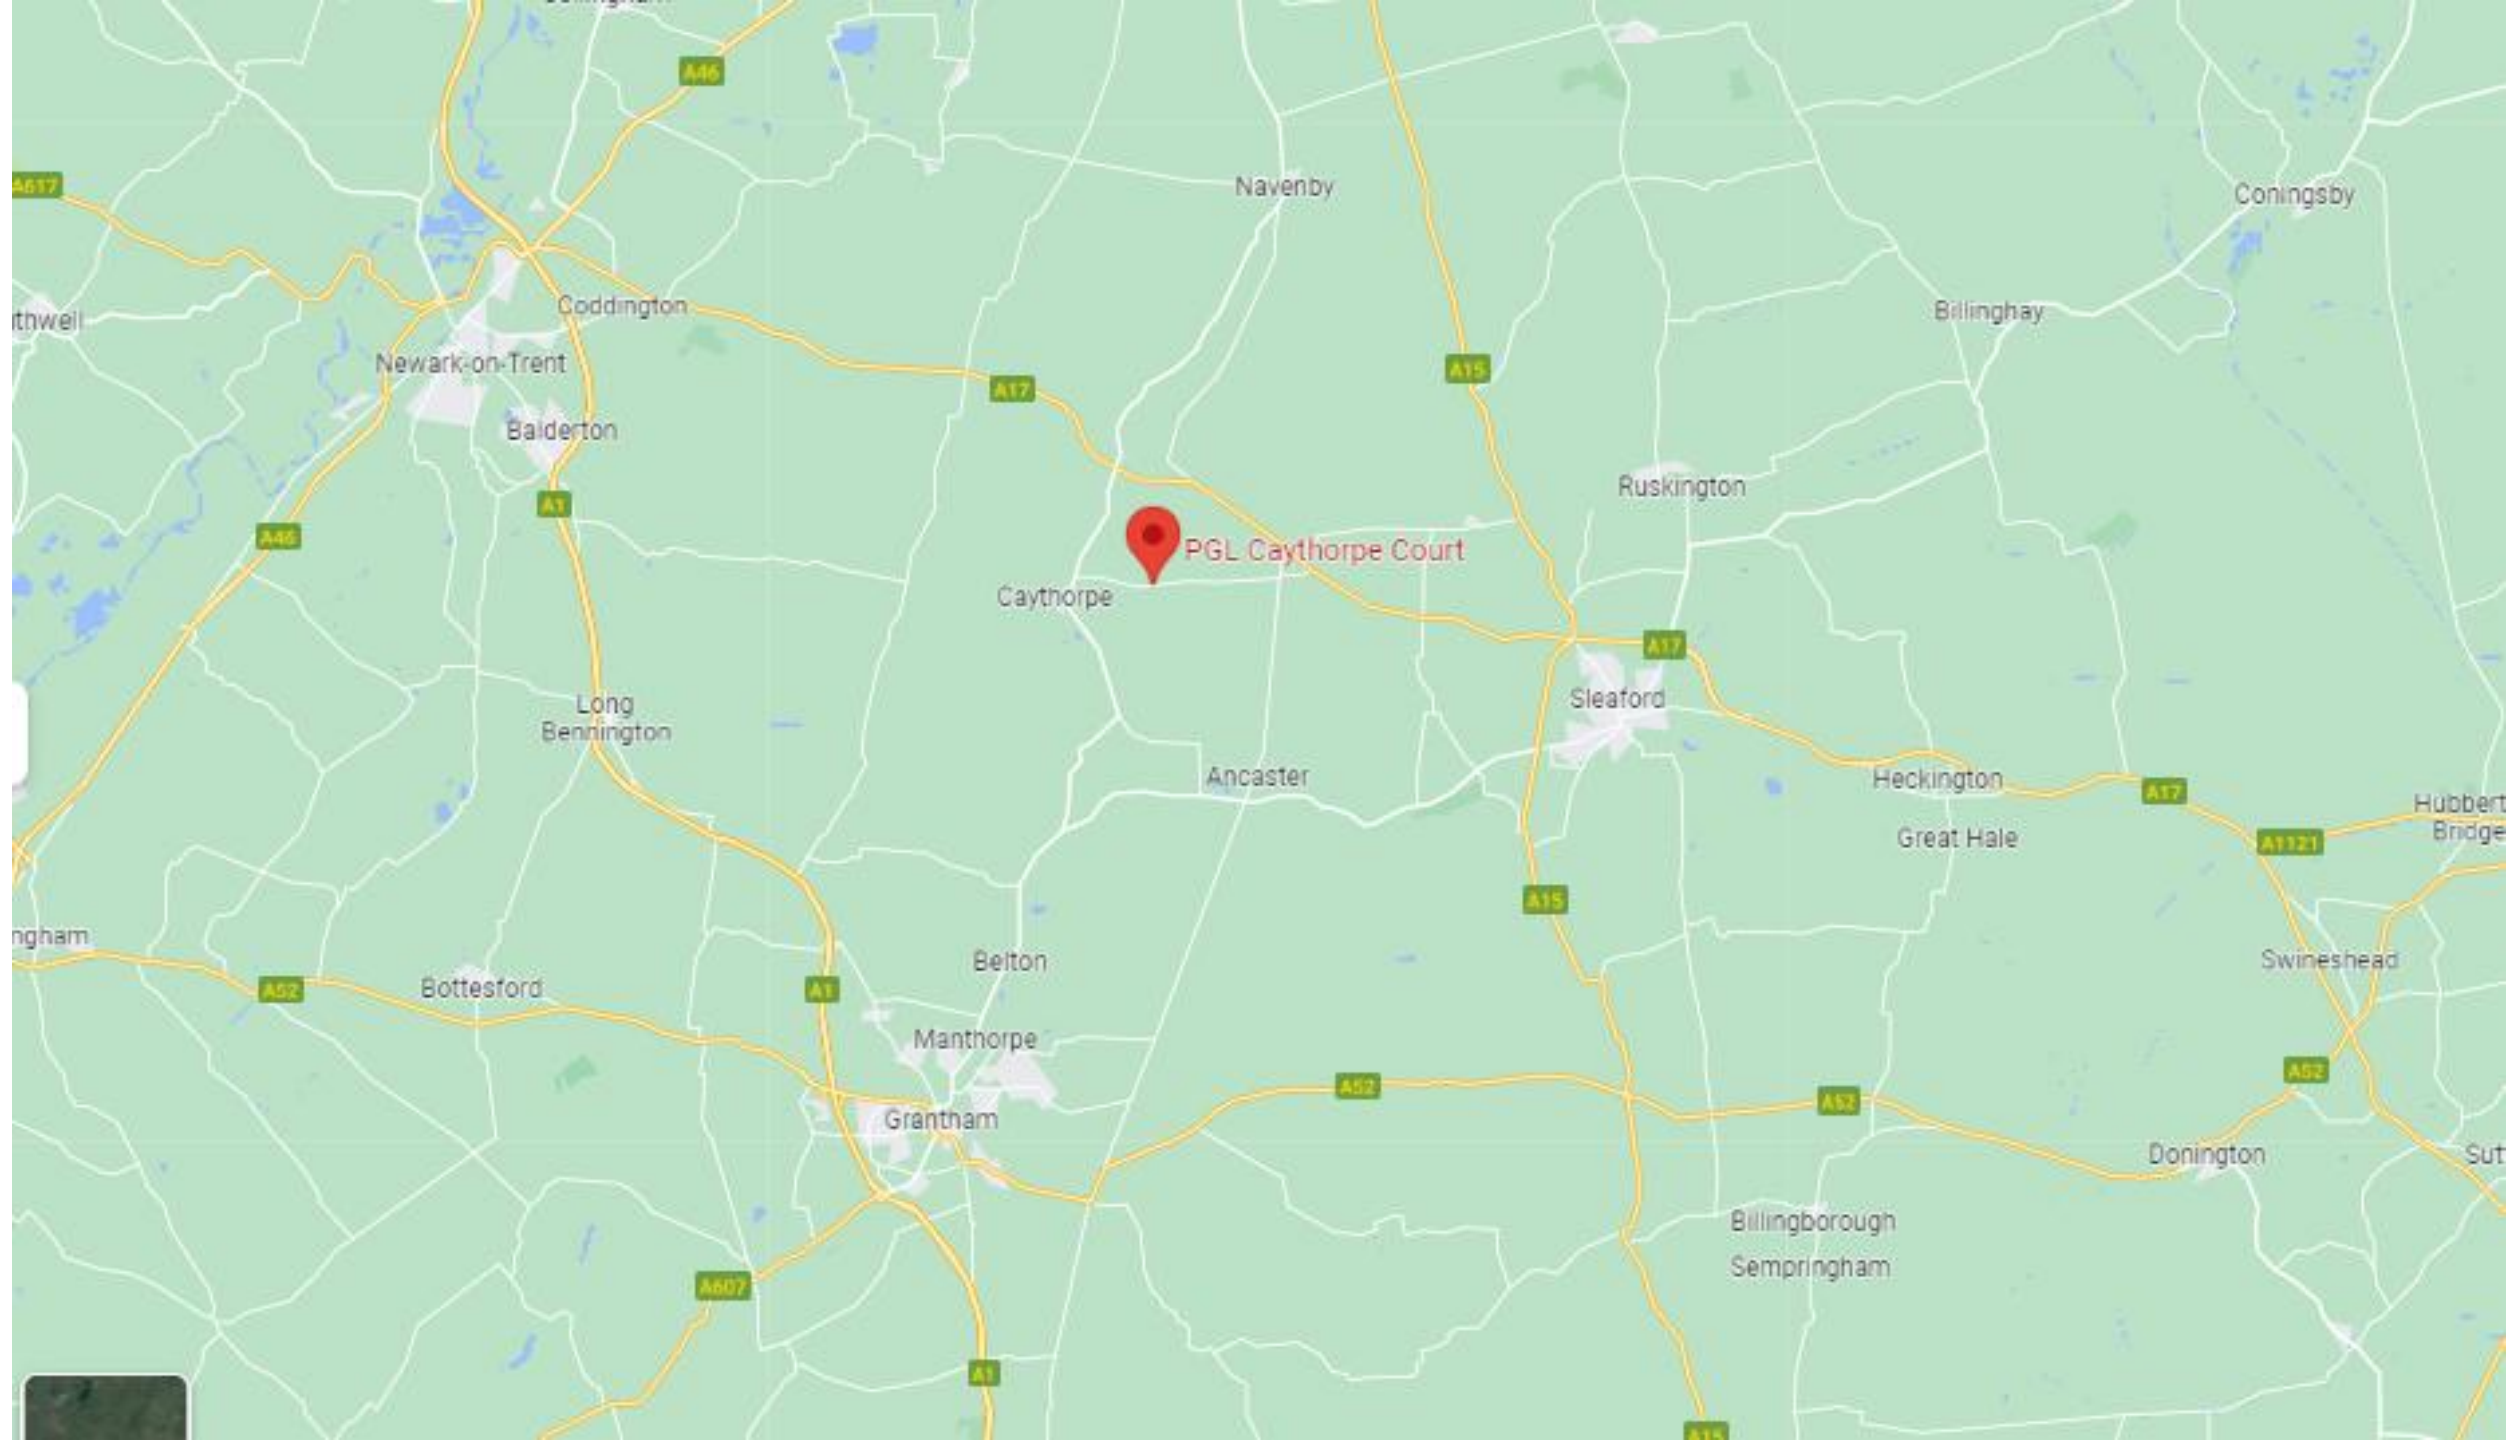 A46
A617
Navenby
Coningsby
Coddington
Billinghay
thwell
Newark-on-Trent
A17
A15
Balderton
Ruskington
A1
A46
PGL Caythorpe Court
Caythorpe
A17
Sleaford
Long
Bennington
Ancaster
Heckington
A17
Hubbert
Bridge
A1121
Great Hale
A15
ngham
Belton
Swineshead
A52
Bottesford
A1
Manthorpe
A52
A52
A52
Grantham
Donington
Sut
Billingborough
Sempringham
A607
A1
A15